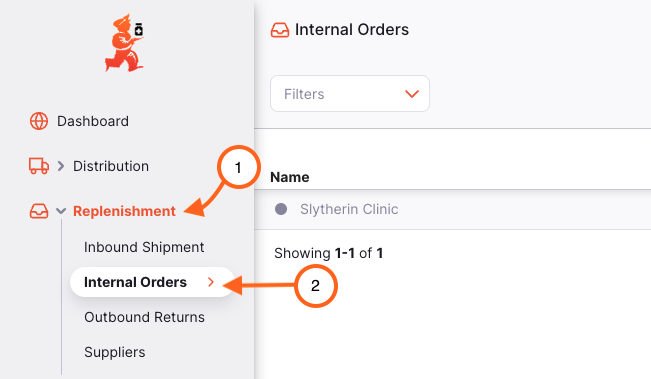 Internal Orders
Filters
Dashboard
Distribution
1
Name
Replenishment
Slytherin Clinic
Inbound Shipment
Showing 1-1 of 1
Internal Orders
2
Outbound Returns
Suppliers